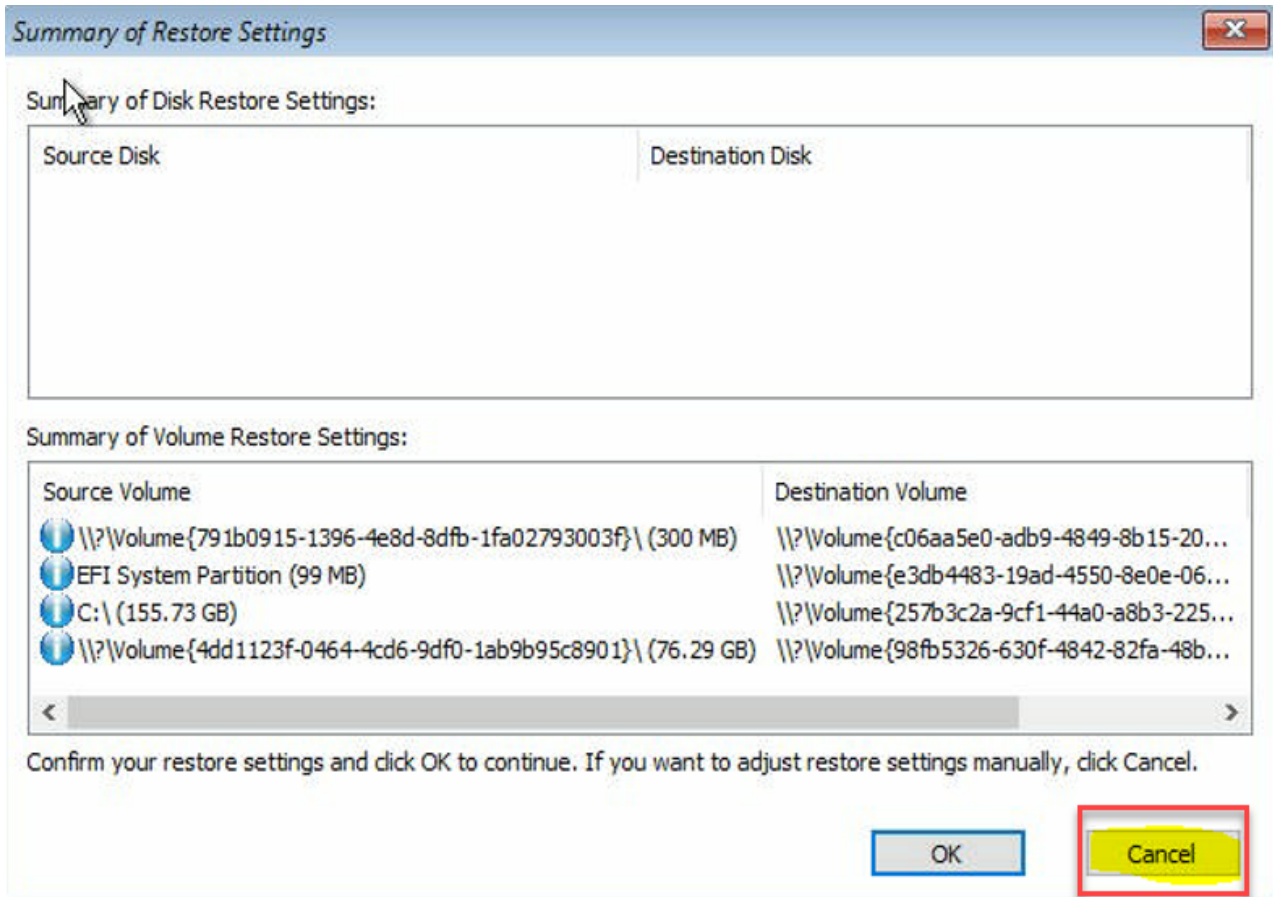 Summary of Restore Settings
Summary of Disk Restore Settings:
Source Disk Destination Disk
Summary of Volume Restore Settings:
Source Volume Destination Volume
\\?\Volume{791b0915-1396-4e8d-8dfb-1fa02793003f}\ (300 MB) \\?\Volume{c06aa5e0-adb9-4849-8b15-20...
EFI System Partition (99 MB) \\?\Volume{e3db4483-19ad-4550-8e0e-06...
C:\ (155.73 GB) \\?\Volume{257b3c2a-9cf1-44a0-a8b3-225...
\\?\Volume{4dd1123f-0464-4cd6-9df0-1ab9b95c8901}\ (76.29 GB) \\?\Volume{98fb5326-630f-4842-82fa-48b...
Confirm your restore settings and click OK to continue. If you want to adjust restore settings manually, click Cancel.
OK Cancel